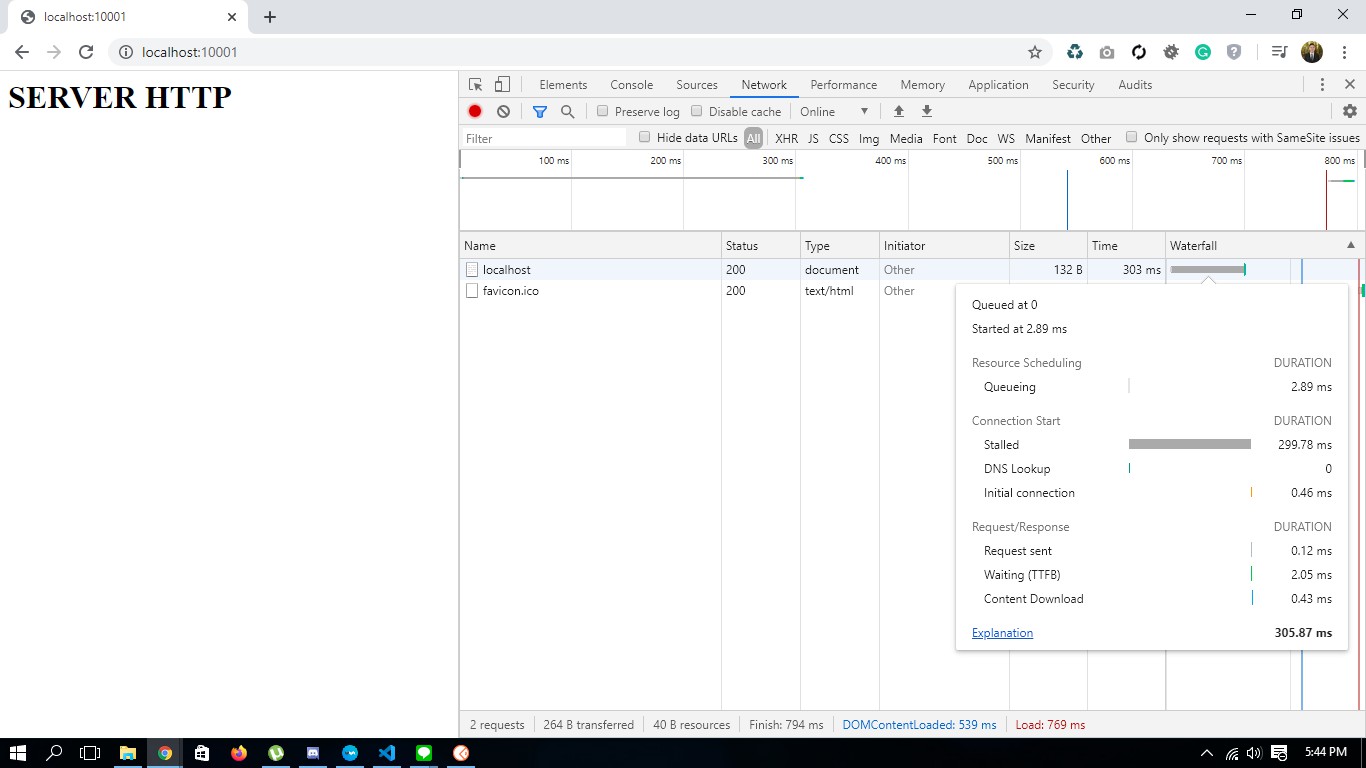 localhost:10001
localhost:10001
SERVER HTTP
Elements Console Sources Network Performance Memory Application Security Audits
Preserve log Disable cache Online
Filter Hide data URLs All XHR JS CSS Img Media Font Doc WS Manifest Other Only show requests with SameSite issues
100 ms 200 ms 300 ms 400 ms 500 ms 600 ms 700 ms 800 ms
Name Status Type Initiator Size Time Waterfall
localhost 200 document Other 132 B 303 ms
favicon.ico 200 text/html Other
Queued at 0
Started at 2.89 ms
Resource Scheduling DURATION
Queueing 2.89 ms
Connection Start DURATION
Stalled 299.78 ms
DNS Lookup 0
Initial connection 0.46 ms
Request/Response DURATION
Request sent 0.12 ms
Waiting (TTFB) 2.05 ms
Content Download 0.43 ms
Explanation 305.87 ms
2 requests 264 B transferred 40 B resources Finish: 794 ms DOMContentLoaded: 539 ms Load: 769 ms
5:44 PM